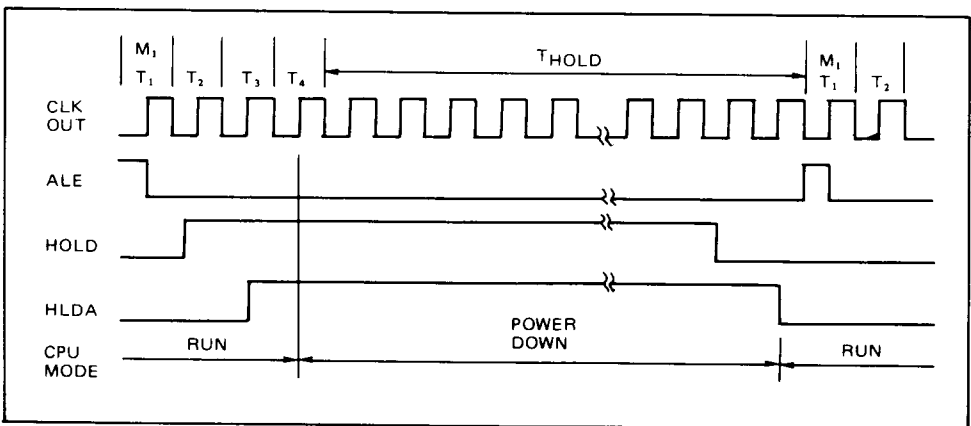 M1 THOLD M1
T1 T2 T3 T4 T1 T2
CLK
OUT
ALE
HOLD
HLDA
CPU
MODE
RUN
POWER
DOWN
RUN